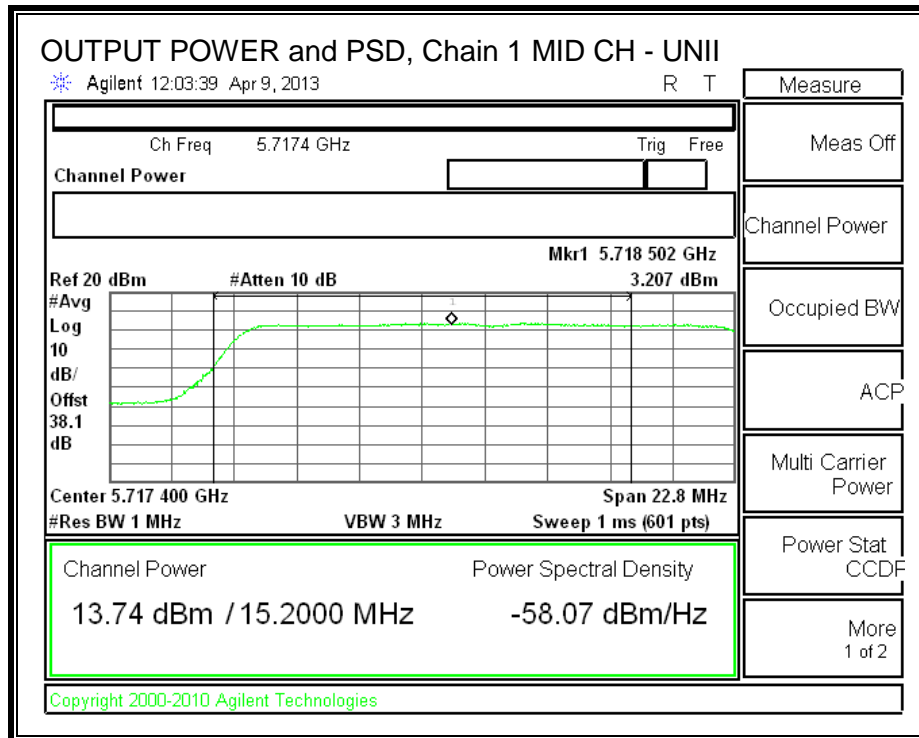 OUTPUT POWER and PSD, Chain 1 MID CH - UNII
Agilent 12:03:39 Apr 9, 2013 R T
Measure
Ch Freq 5.7174 GHz Trig Free
Channel Power
Mkr1 5.718 502 GHz
Ref 20 dBm #Atten 10 dB 3.207 dBm
#Avg
Log
10
dB/
Offst
38.1
dB
1
Center 5.717 400 GHz Span 22.8 MHz
#Res BW 1 MHz VBW 3 MHz Sweep 1 ms (601 pts)
Channel Power Power Spectral Density
13.74 dBm / 15.2000 MHz -58.07 dBm/Hz
Copyright 2000-2010 Agilent Technologies
Meas Off
Channel Power
Occupied BW
ACP
Multi Carrier
Power
Power Stat
CCDF
More
1 of 2